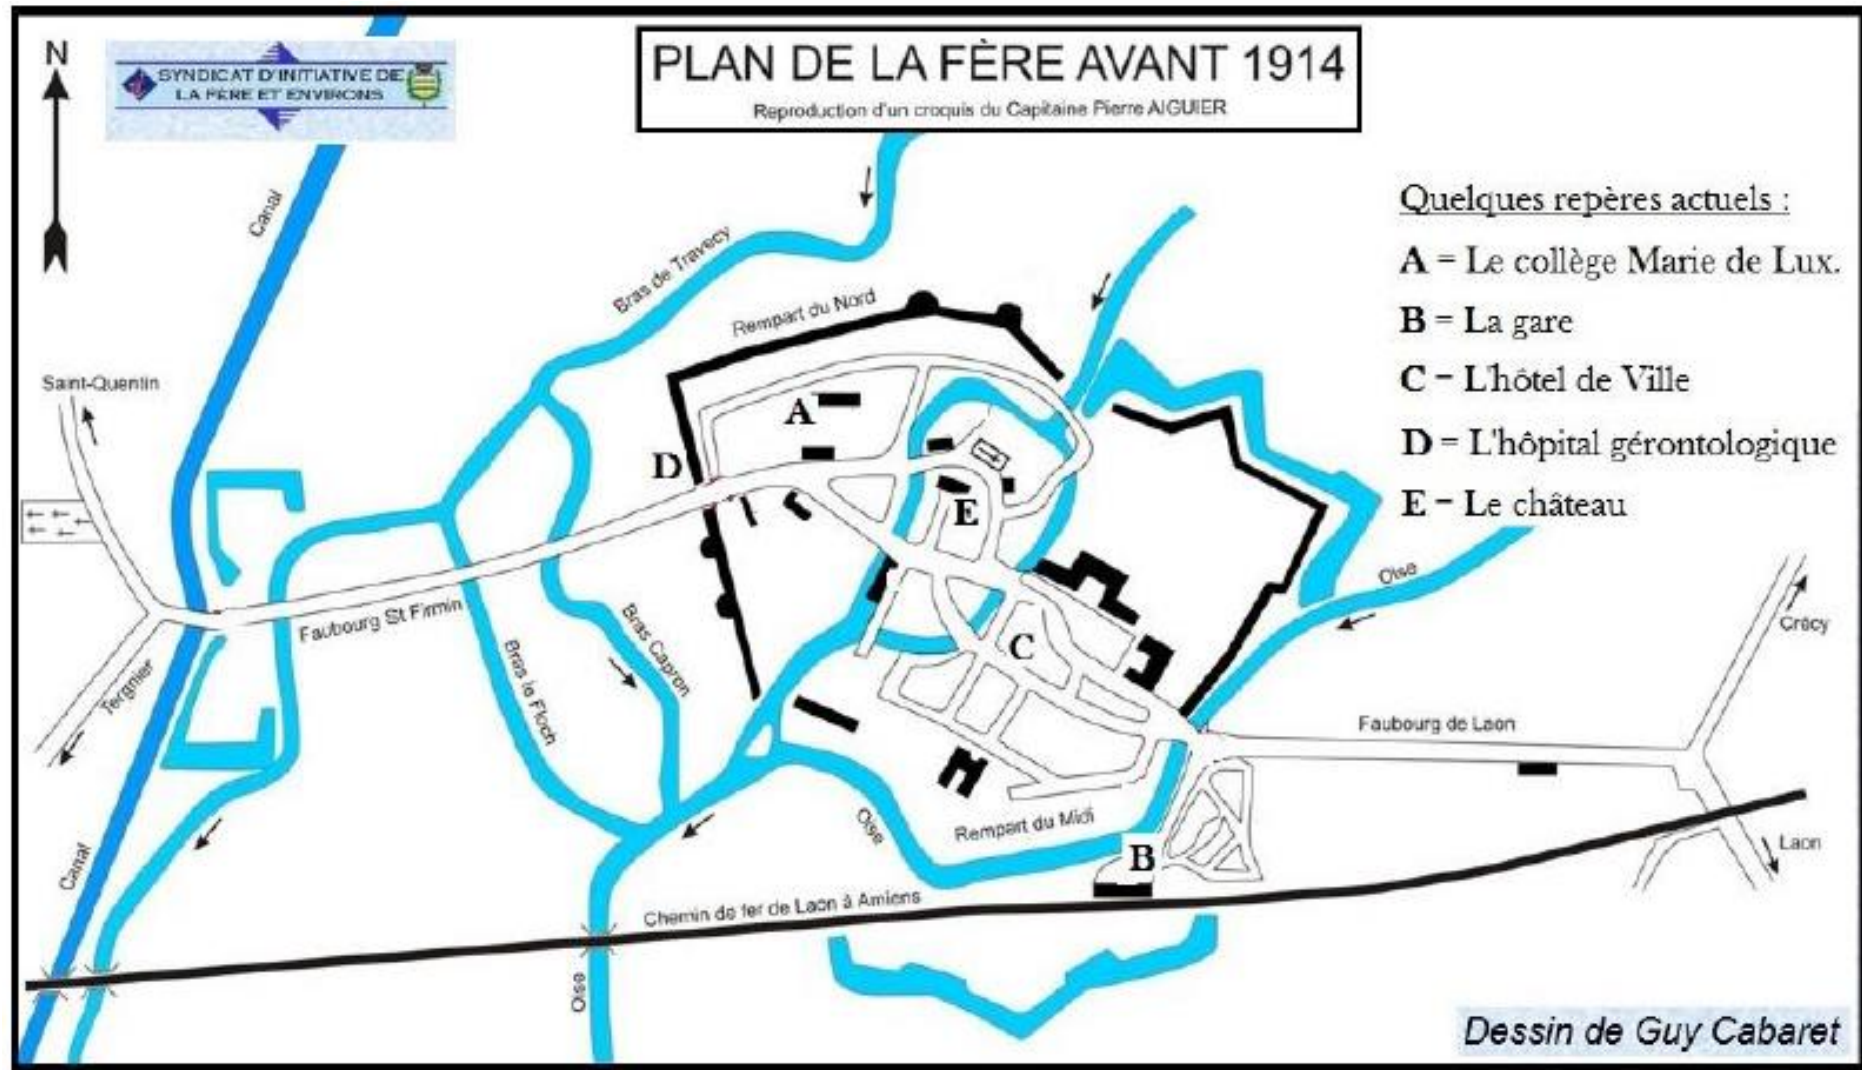 N
SYNDICAT D'INITIATIVE DE
LA FÈRE ET ENVIRONS
PLAN DE LA FÈRE AVANT 1914
Reproduction d'un croquis du Capitaine Pierre AIGUIER
Quelques repères actuels :
A = Le collège Marie de Lux.
B = La gare
C = L'hôtel de Ville
D = L'hôpital gérontologique
E = Le château
Canal
Bras de Travecy
Rempart du Nord
Saint-Quentin
A
D
E
Oise
Faubourg St Firmin
Bras Capron
Bras le Floch
C
Crécy
Tergnier
Faubourg de Laon
Oise
Rempart du Midi
B
Laon
Canal
Chemin de fer de Laon à Amiens
Oise
Dessin de Guy Cabaret